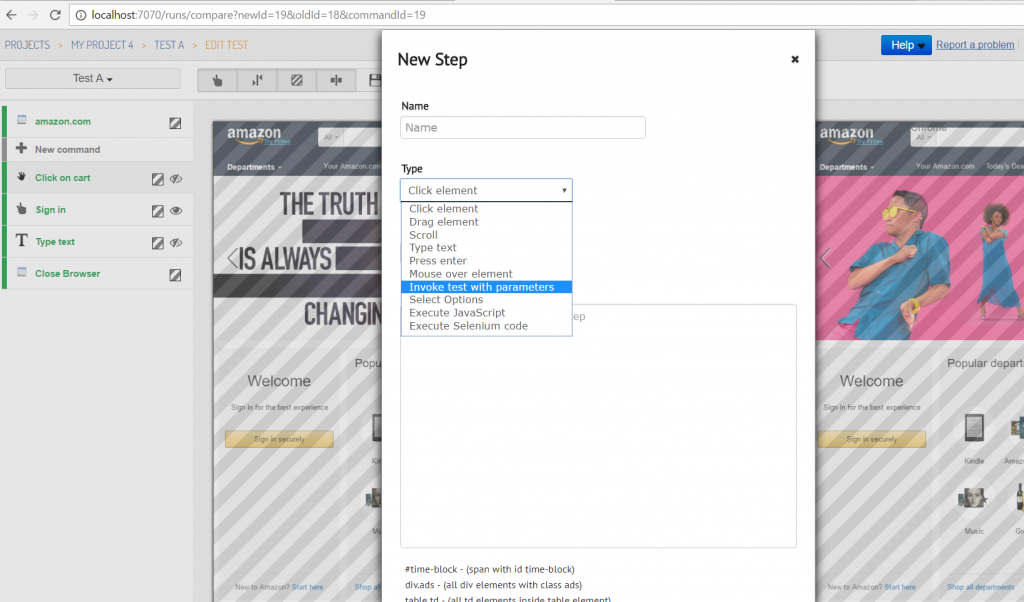 localhost:7070/runs/compare?newId=19&oldId=18&commandId=19
PROJECTS > MY PROJECT 4 > TEST A > EDIT TEST
Help
Report a problem
Test A
amazon.com
New command
Click on cart
Sign in
Type text
Close Browser
New Step
Name
Name
Type
Click element
Click element
Drag element
Scroll
Type text
Press enter
Mouse over element
Invoke test with parameters
Select Options
Execute JavaScript
Execute Selenium code
ep
#time-block - (span with id time-block)
div.ads - (all div elements with class ads)
table td - (all td elements inside table element)
amazon
Try Prime
All
Departments
Your Amazon.com
THE TRUTH
IS ALWAYS
CHANGIN
Popu
Welcome
Sign in for the best experience
Sign in securely
Kin
Mu
New to Amazon? Start here
Shop al
amazon
Try Prime
Chrome
All
Departments
Your Amazon.com
Today's Dea
Popular depart
Welcome
Sign in for the best experience
Sign in securely
Kindle
Amazo
Music
Gr
New to Amazon? Start here
Shop all departments